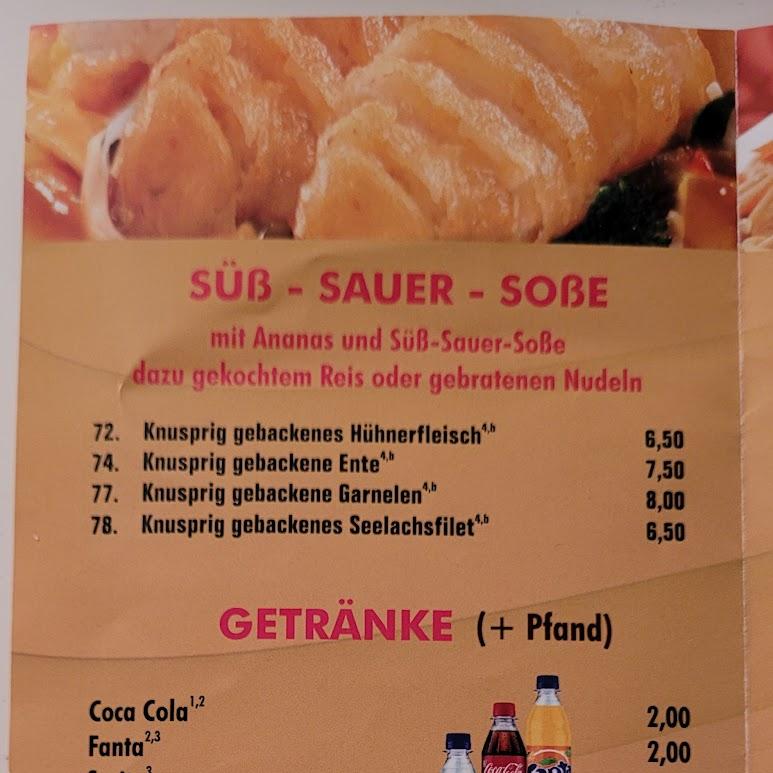 SÜß - SAUER - SOßE
mit Ananas und Süß-Sauer-Soße
dazu gekochtem Reis oder gebratenen Nudeln
72. Knusprig gebackenes Hühnerfleisch4,b 6,50
74. Knusprig gebackene Ente4,b 7,50
77. Knusprig gebackene Garnelen4,b 8,00
78. Knusprig gebackenes Seelachsfilet4,b 6,50
GETRÄNKE (+ Pfand)
Coca Cola1,2 2,00
Fanta2,3 2,00
Coca-Cola